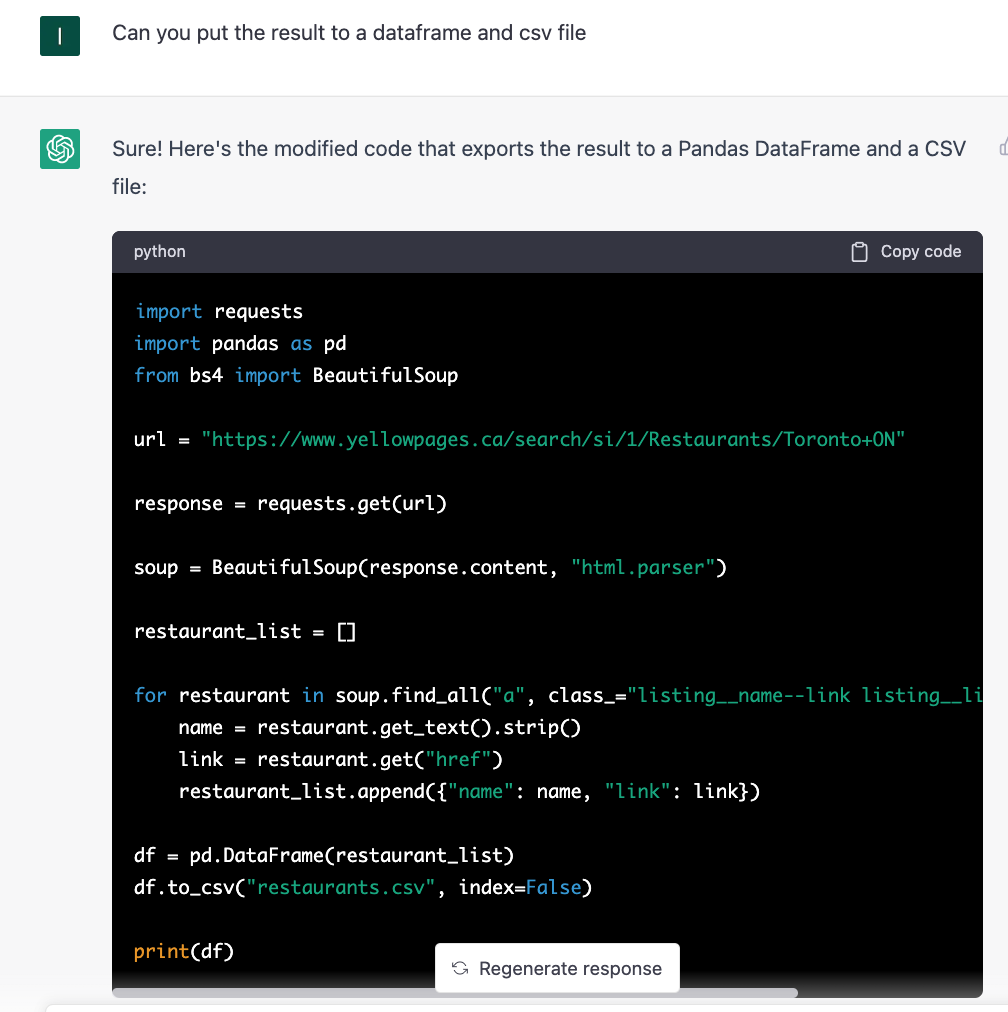 I
Can you put the result to a dataframe and csv file
Sure! Here's the modified code that exports the result to a Pandas DataFrame and a CSV
file:
python
Copy code
import requests
import pandas as pd
from bs4 import BeautifulSoup
url = "https://www.yellowpages.ca/search/si/1/Restaurants/Toronto+ON"
response = requests.get(url)
soup = BeautifulSoup(response.content, "html.parser")
restaurant_list = []
for restaurant in soup.find_all("a", class_="listing__name--link listing__li
    name = restaurant.get_text().strip()
    link = restaurant.get("href")
    restaurant_list.append({"name": name, "link": link})
df = pd.DataFrame(restaurant_list)
df.to_csv("restaurants.csv", index=False)
print(df)
Regenerate response